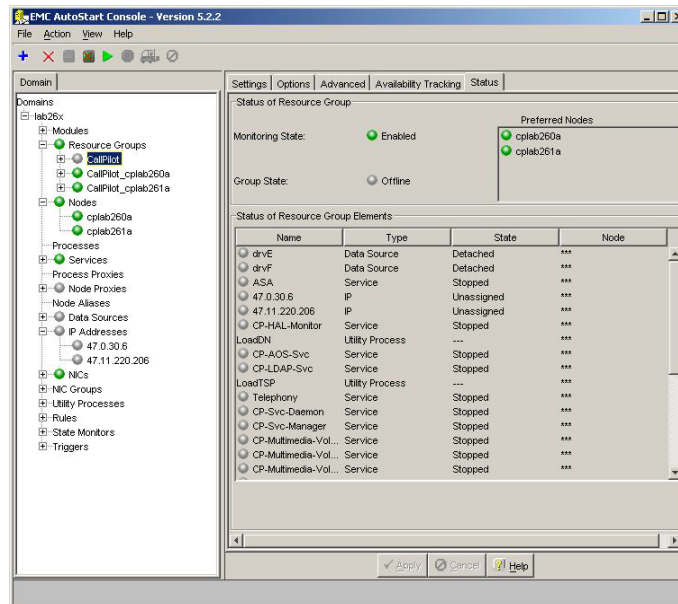 EMC AutoStart Console - Version 5.2.2
File Action View Help
Domain
Domains
lab26x
Modules
Resource Groups
CallPilot
CallPilot_cplab260a
CallPilot_cplab261a
Nodes
cplab260a
cplab261a
Processes
Services
Process Proxies
Node Proxies
Node Aliases
Data Sources
IP Addresses
47.0.30.6
47.11.220.206
NICs
NIC Groups
Utility Processes
Rules
State Monitors
Triggers
Settings Options Advanced Availability Tracking Status
Status of Resource Group
Preferred Nodes
Monitoring State: Enabled
cplab260a
cplab261a
Group State: Offline
Status of Resource Group Elements
Name Type State Node
drvE Data Source Detached ***
drvF Data Source Detached ***
ASA Service Stopped ***
47.0.30.6 IP Unassigned ***
47.11.220.206 IP Unassigned ***
CP-HAL-Monitor Service Stopped ***
LoadDN Utility Process --- ***
CP-AOS-Svc Service Stopped ***
CP-LDAP-Svc Service Stopped ***
LoadTSP Utility Process --- ***
Telephony Service Stopped ***
CP-Svc-Daemon Service Stopped ***
CP-Svc-Manager Service Stopped ***
CP-Multimedia-Vol... Service Stopped ***
CP-Multimedia-Vol... Service Stopped ***
Apply Cancel Help